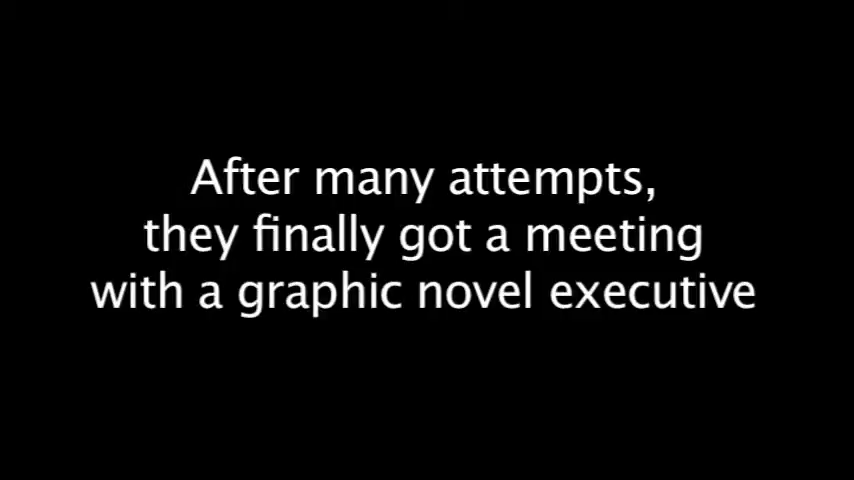 After many attempts,
they finally got a meeting
with a graphic novel executive